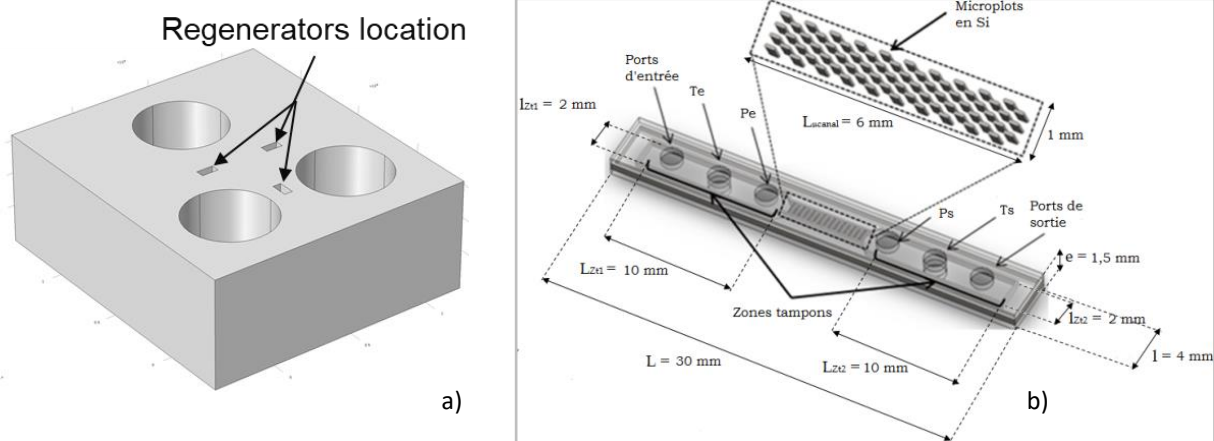 Regenerators location
a)
Microplots
en Si
Ports
d'entrée
Te
Pe
lZt1 = 2 mm
Lμcanal = 6 mm
1 mm
Ps
Ts
Ports de
sortie
e = 1,5 mm
LZt1 = 10 mm
Zones tampons
lZt2 = 2 mm
L = 30 mm
LZt2 = 10 mm
l = 4 mm
b)